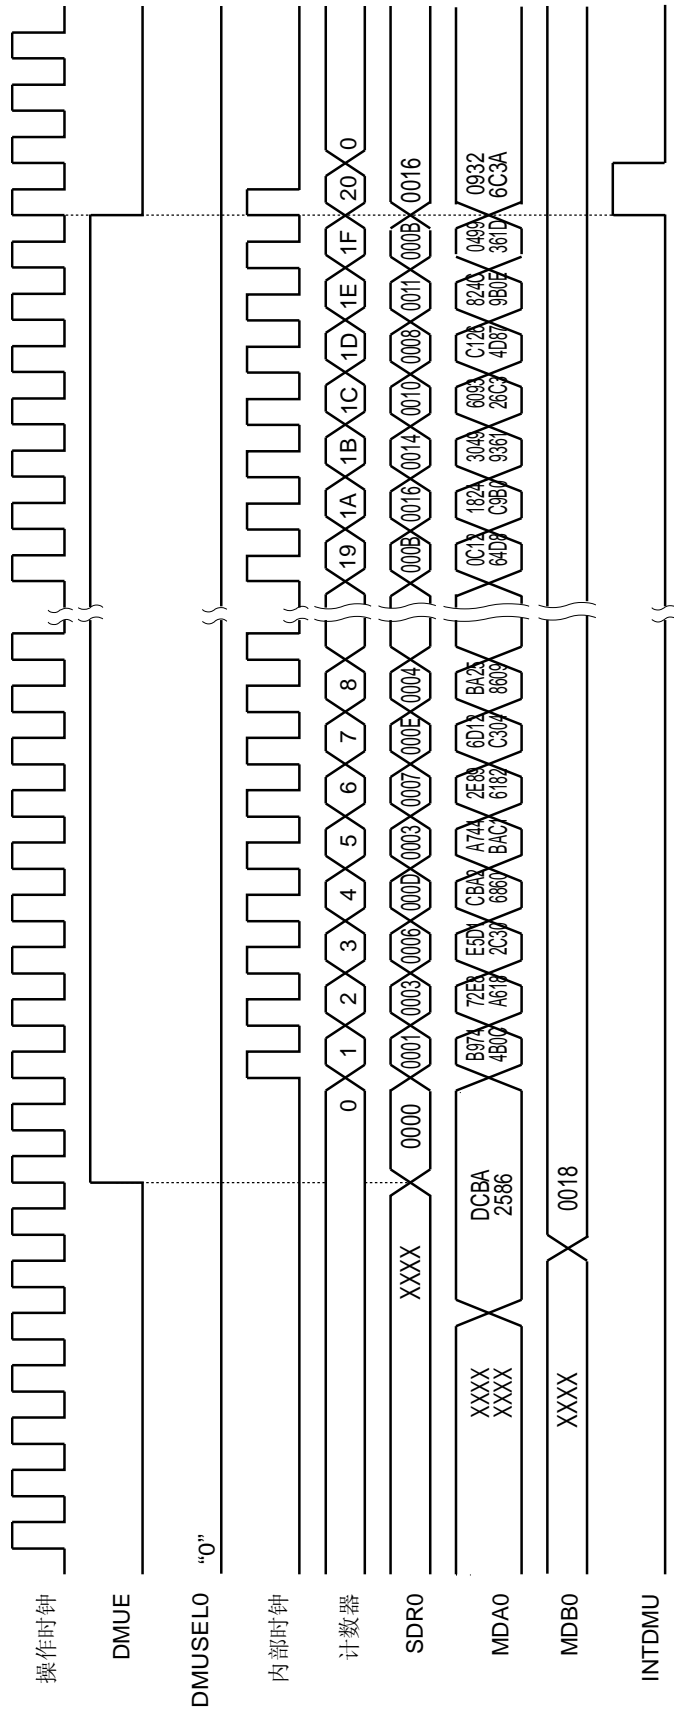 操作时钟
DMUE
DMUSEL0
“0”
内部时钟
计数器
0
1
2
3
4
5
6
7
8
19
1A
1B
1C
1D
1E
1F
20
0
SDR0
XXXX
0000
0001
0003
0006
000D
0003
0007
000E
0004
000B
0016
0014
0010
0008
0011
000B
0016
MDA0
XXXX
XXXX
DCBA
2586
B974
4B0C
72E8
A618
E5D1
2C30
CBA2
6860
A744
BAC1
2E89
6182
6D12
C304
BA25
8609
0C12
64D8
1824
C9B0
3049
9361
6093
26C3
C126
4D87
824C
9B0E
0499
361D
0932
6C3A
MDB0
XXXX
0018
INTDMU